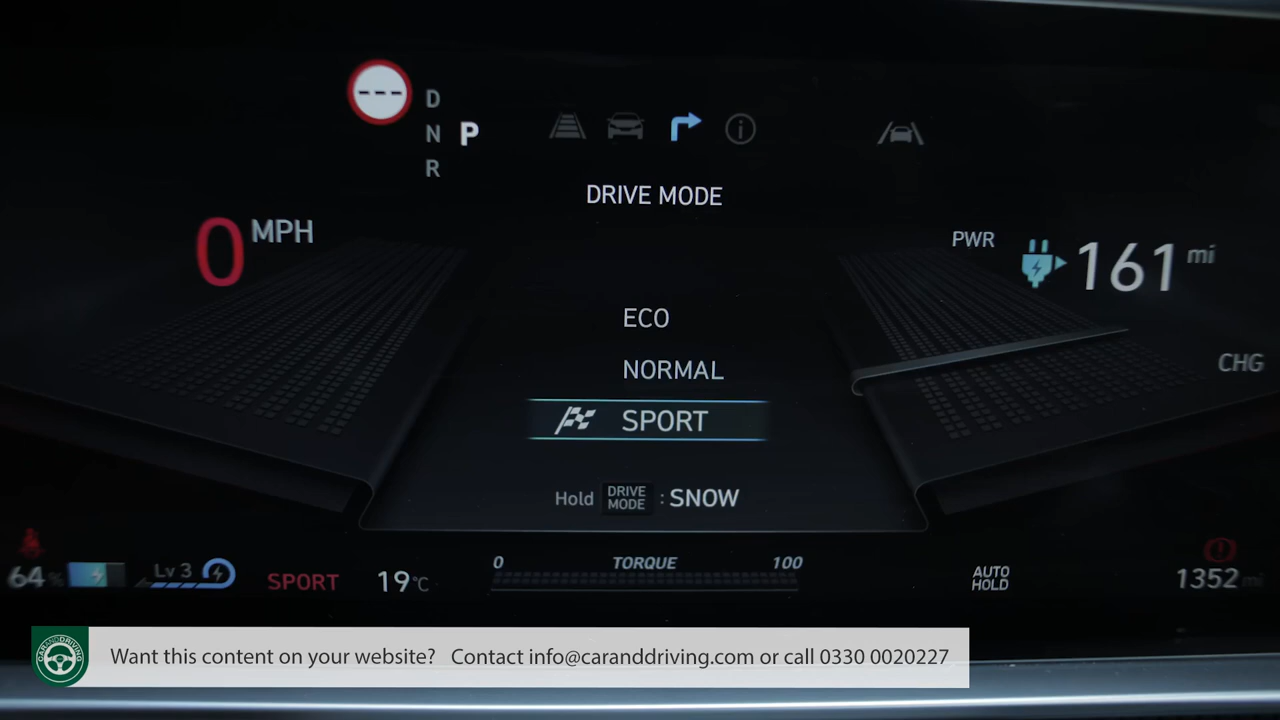 ---
D
N P
R
DRIVE MODE
0 MPH
PWR
161 mi
ECO
NORMAL
CHG
SPORT
Hold DRIVE MODE : SNOW
0 TORQUE 100
64%
Lv 3
SPORT
19°C
AUTO HOLD
1352 mi
CARANDDRIVING
Want this content on your website? Contact info@caranddriving.com or call 0330 0020227